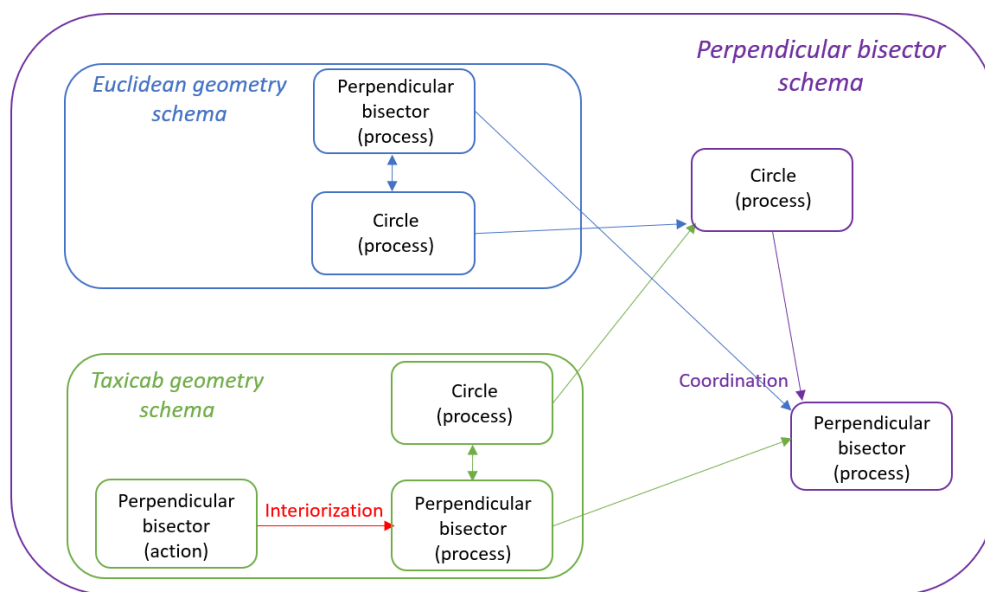 Perpendicular bisector
schema
Euclidean geometry
schema
Perpendicular
bisector
(process)
Circle
(process)
Circle
(process)
Taxicab geometry
schema
Circle
(process)
Coordination
Perpendicular
bisector
(process)
Perpendicular
bisector
(action)
Interiorization
Perpendicular
bisector
(process)